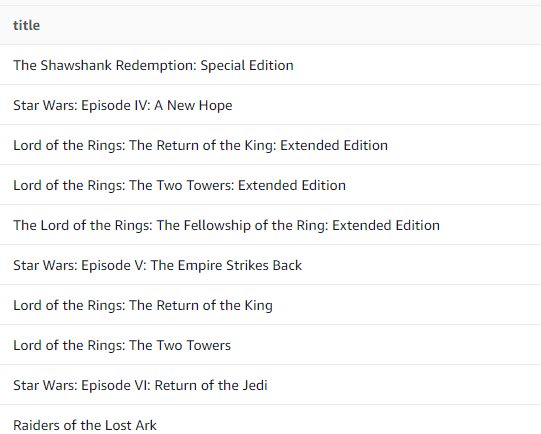 title
The Shawshank Redemption: Special Edition
Star Wars: Episode IV: A New Hope
Lord of the Rings: The Return of the King: Extended Edition
Lord of the Rings: The Two Towers: Extended Edition
The Lord of the Rings: The Fellowship of the Ring: Extended Edition
Star Wars: Episode V: The Empire Strikes Back
Lord of the Rings: The Return of the King
Lord of the Rings: The Two Towers
Star Wars: Episode VI: Return of the Jedi
Raiders of the Lost Ark